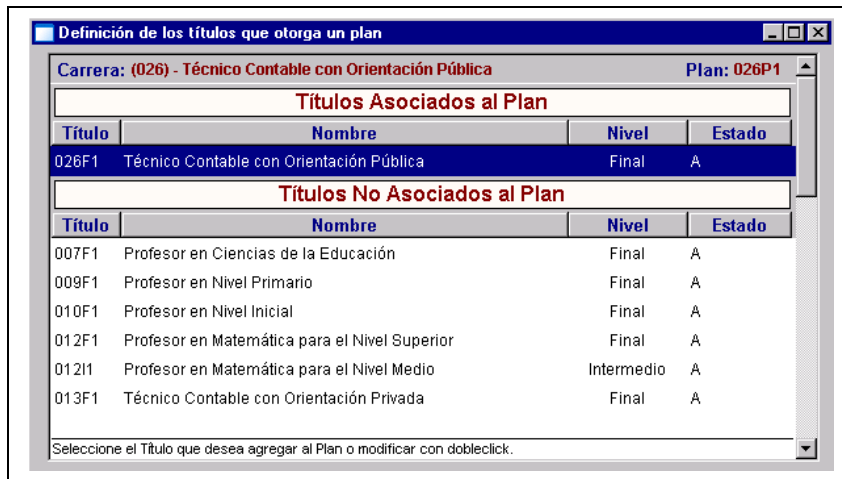 Definición de los títulos que otorga un plan
Carrera: (026) - Técnico Contable con Orientación Pública Plan: 026P1
Títulos Asociados al Plan
Título Nombre Nivel Estado
026F1 Técnico Contable con Orientación Pública Final A
Títulos No Asociados al Plan
Título Nombre Nivel Estado
007F1 Profesor en Ciencias de la Educación Final A
009F1 Profesor en Nivel Primario Final A
010F1 Profesor en Nivel Inicial Final A
012F1 Profesor en Matemática para el Nivel Superior Final A
012I1 Profesor en Matemática para el Nivel Medio Intermedio A
013F1 Técnico Contable con Orientación Privada Final A
Seleccione el Título que desea agregar al Plan o modificar con dobleclick.